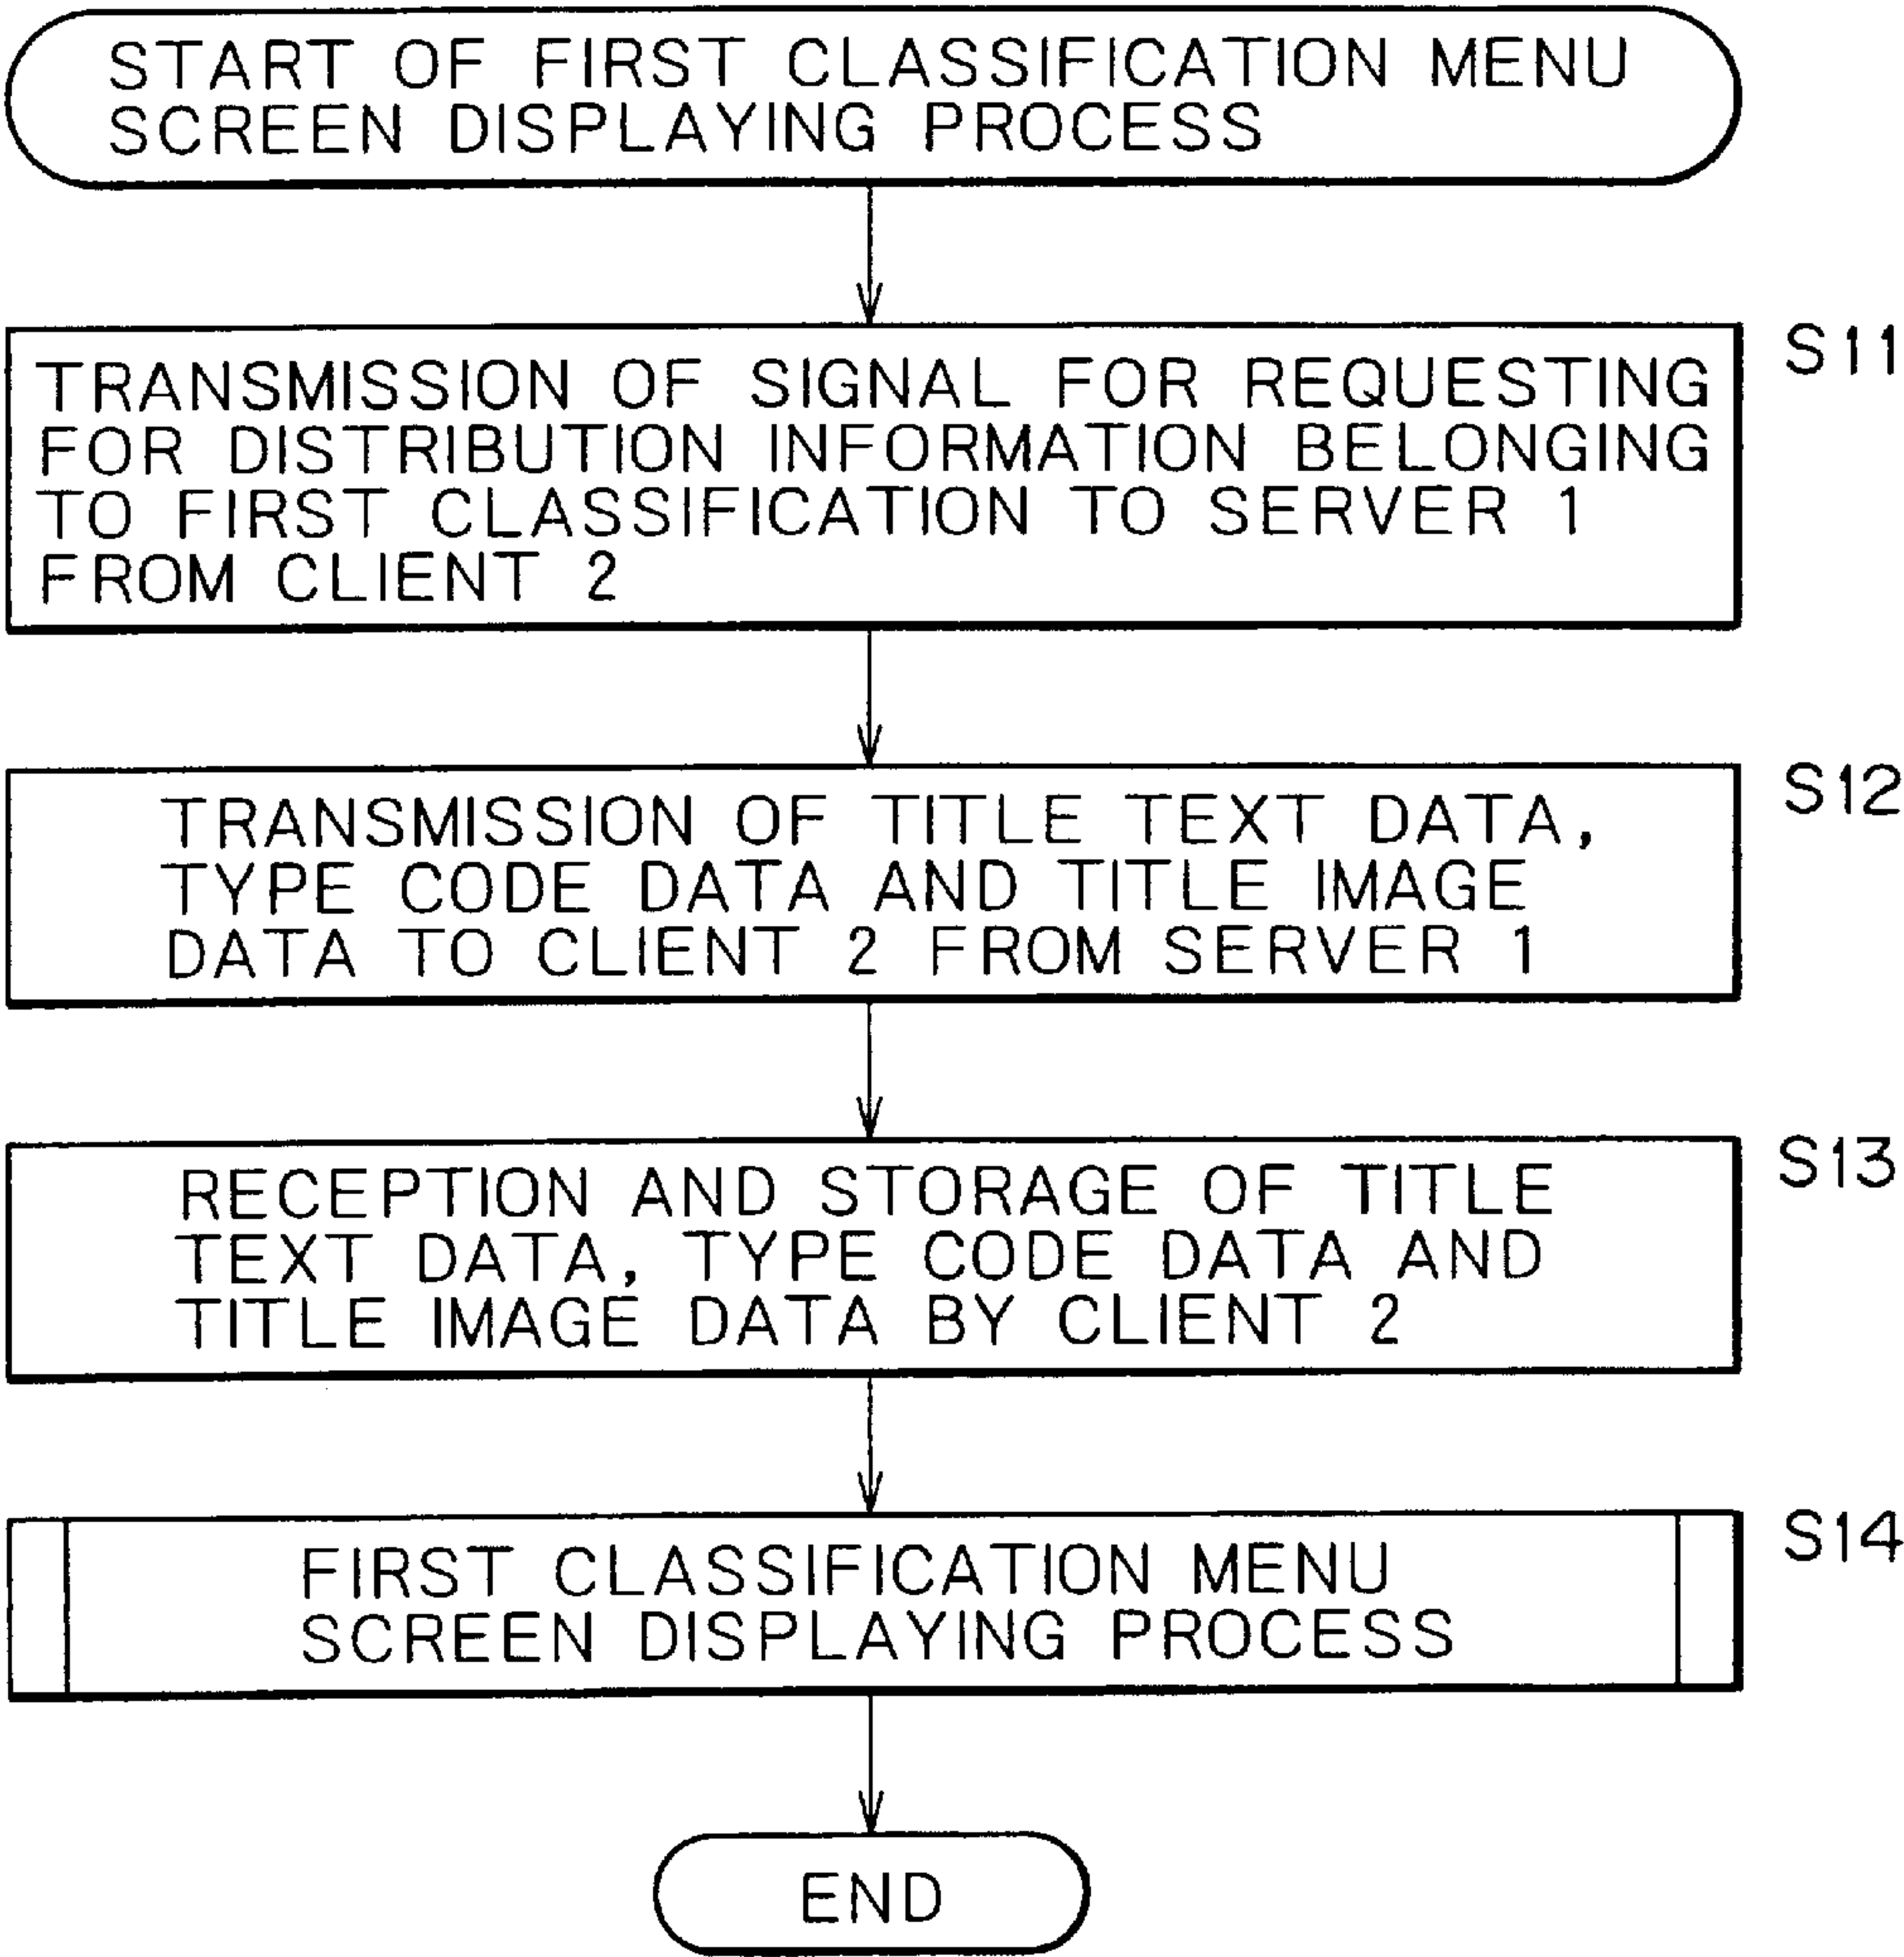 START OF FIRST CLASSIFICATION MENU
SCREEN DISPLAYING PROCESS
S11
TRANSMISSION OF SIGNAL FOR REQUESTING
FOR DISTRIBUTION INFORMATION BELONGING
TO FIRST CLASSIFICATION TO SERVER 1
FROM CLIENT 2
S12
TRANSMISSION OF TITLE TEXT DATA,
TYPE CODE DATA AND TITLE IMAGE
DATA TO CLIENT 2 FROM SERVER 1
S13
RECEPTION AND STORAGE OF TITLE
TEXT DATA, TYPE CODE DATA AND
TITLE IMAGE DATA BY CLIENT 2
S14
FIRST CLASSIFICATION MENU
SCREEN DISPLAYING PROCESS
END